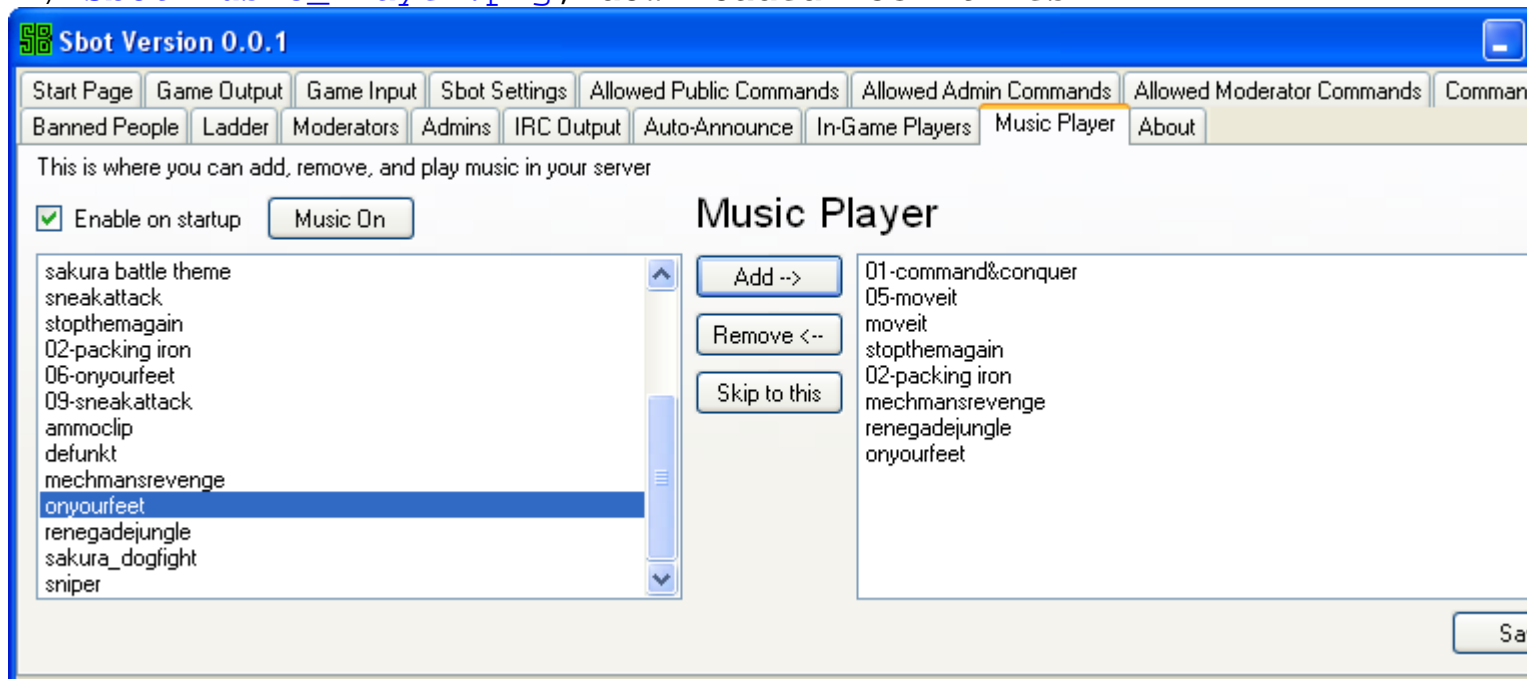 Sbot Version 0.0.1
Start Page Game Output Game Input Sbot Settings Allowed Public Commands Allowed Admin Commands Allowed Moderator Commands
Banned People Ladder Moderators Admins IRC Output Auto-Announce In-Game Players Music Player About
This is where you can add, remove, and play music in your server
Enable on startup Music On Music Player
sakura battle theme
sneakattack
stopthemagain
02-packing iron
06-onyourfeet
09-sneakattack
ammoclip
defunkt
mechmansrevenge
onyourfeet
renegadejungle
sakura_dogfight
sniper
Add -->
Remove <--
Skip to this
01-command&conquer
05-moveit
moveit
stopthemagain
02-packing iron
mechmansrevenge
renegadejungle
onyourfeet